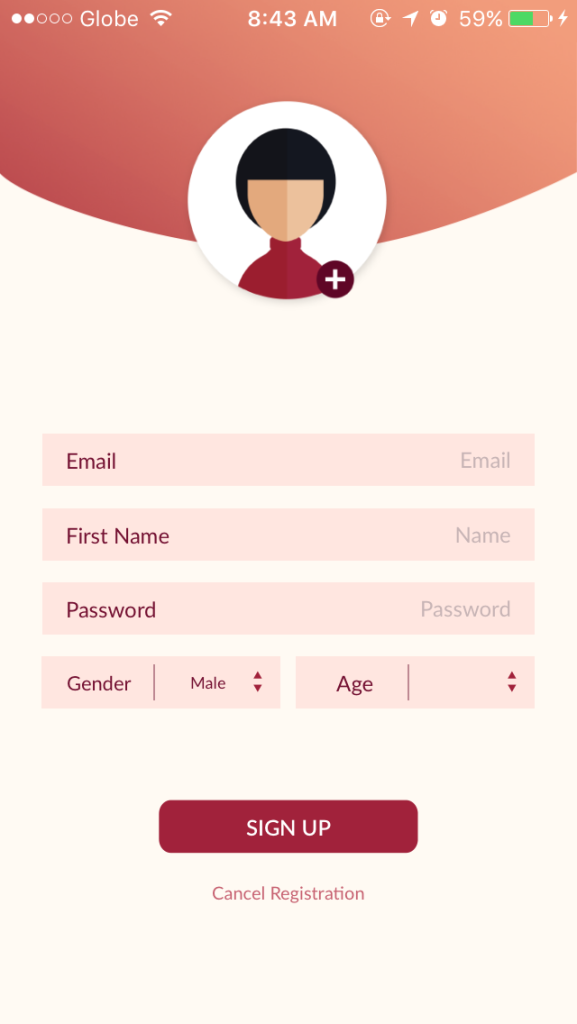 Globe 8:43 AM 59%
Email Email
First Name Name
Password Password
Gender Male Age
SIGN UP
Cancel Registration